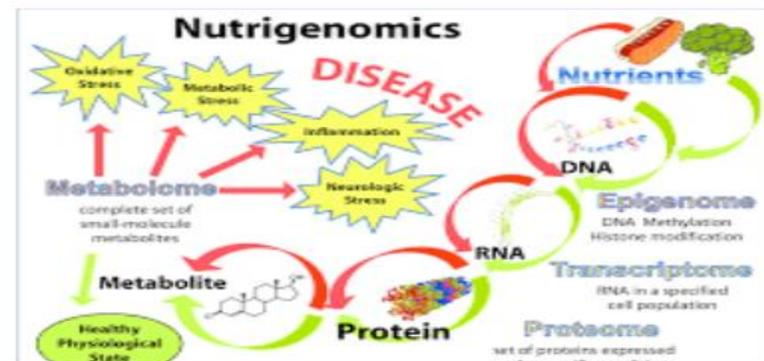 Nutrigenomics
Oxidative
Stress
Metabolic
Stress
DISEASE
Inflammation
Neurologic
Stress
Nutrients
DNA
Metabolome
complete set of
small-molecule
metabolites
Epigenome
DNA Methylation
Histone modification
RNA
Transcriptome
RNA in a specified
cell population
Metabolite
Protein
Proteome
set of proteins expressed
Healthy
Physiological
State